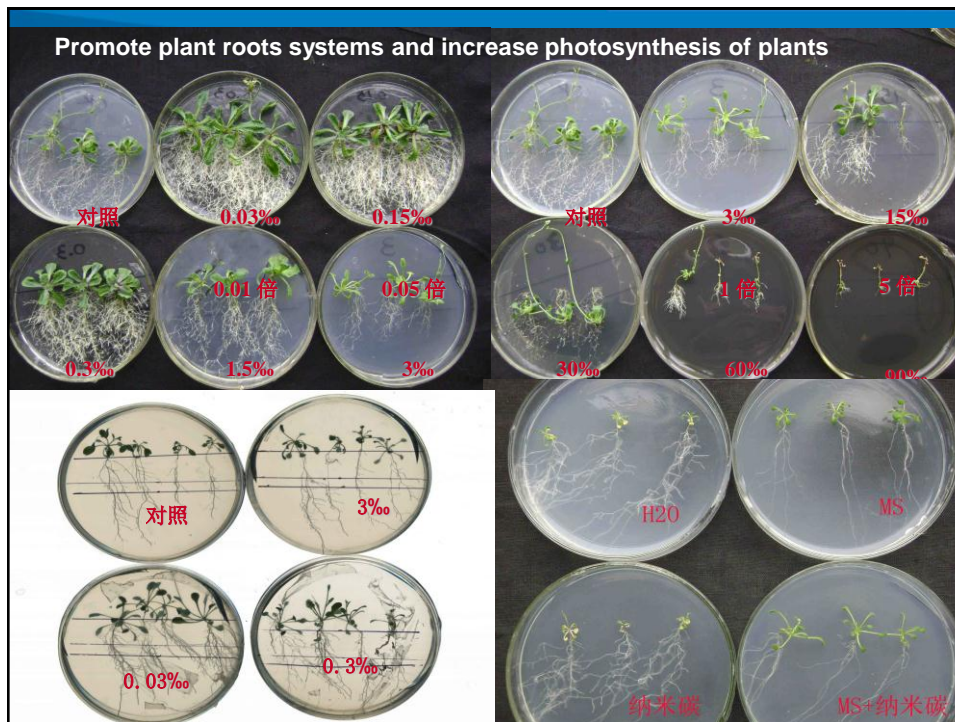 Promote plant roots systems and increase photosynthesis of plants
对照
0.03‰
0.15‰
对照
3‰
15‰
0.01 倍
0.05 倍
1 倍
5 倍
0.3‰
1.5‰
3‰
30‰
60‰
90‰
对照
3‰
H2O
MS
0.03‰
0.3‰
纳米碳
MS+纳米碳